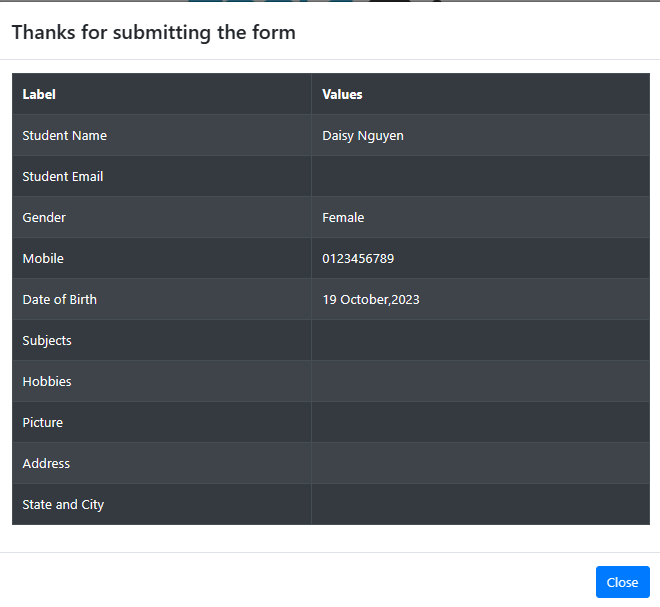 Thanks for submitting the form
Label Values
Student Name Daisy Nguyen
Student Email
Gender Female
Mobile 0123456789
Date of Birth 19 October,2023
Subjects
Hobbies
Picture
Address
State and City
Close